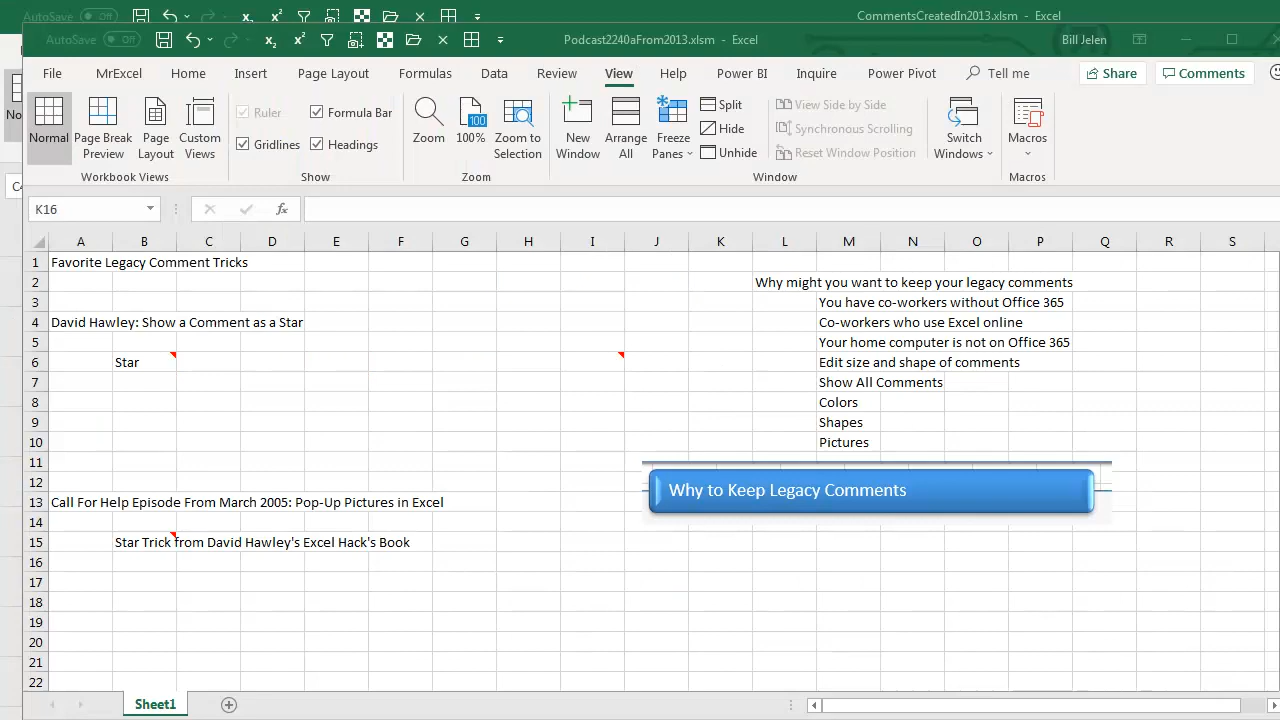 AutoSave Off
CommentsCreatedIn2013.xlsm - Excel
AutoSave Off
x₂ x²
Podcast2240aFrom2013.xlsm - Excel
Bill Jelen
File MrExcel Home Insert Page Layout Formulas Data Review View Help Power BI Inquire Power Pivot Tell me Share Comments
Normal
Page Break Preview
Page Layout
Custom Views
Workbook Views
Ruler
Formula Bar
Gridlines
Headings
Show
Zoom
100%
100
Zoom to Selection
Zoom
New Window
Arrange All
Freeze Panes
Split
Hide
Unhide
View Side by Side
Synchronous Scrolling
Reset Window Position
Switch Windows
Window
Macros
Macros
No
C4
K16
fx
A B C D E F G H I J K L M N O P Q R S
1 Favorite Legacy Comment Tricks
2 Why might you want to keep your legacy comments
3 You have co-workers without Office 365
4 David Hawley: Show a Comment as a Star Co-workers who use Excel online
5 Your home computer is not on Office 365
6 Star Edit size and shape of comments
7 Show All Comments
8 Colors
9 Shapes
10 Pictures
11
12 Why to Keep Legacy Comments
13 Call For Help Episode From March 2005: Pop-Up Pictures in Excel
14
15 Star Trick from David Hawley's Excel Hack's Book
16
17
18
19
20
21
22
Sheet1